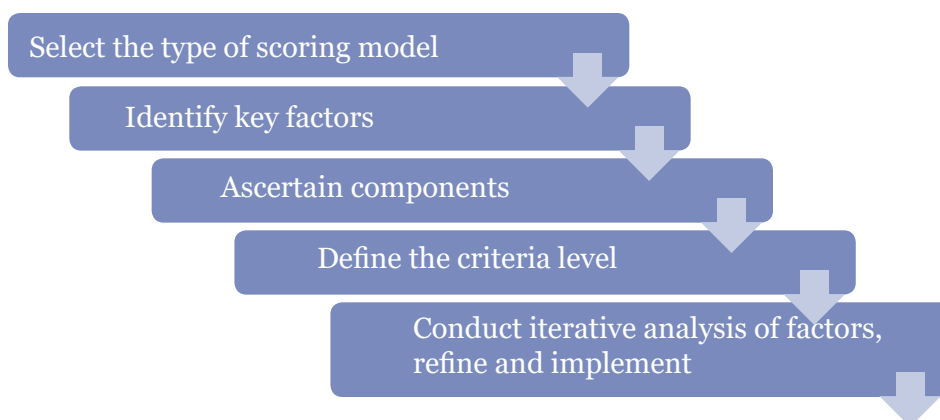 Select the type of scoring model
Identify key factors
Ascertain components
Define the criteria level
Conduct iterative analysis of factors,
refine and implement